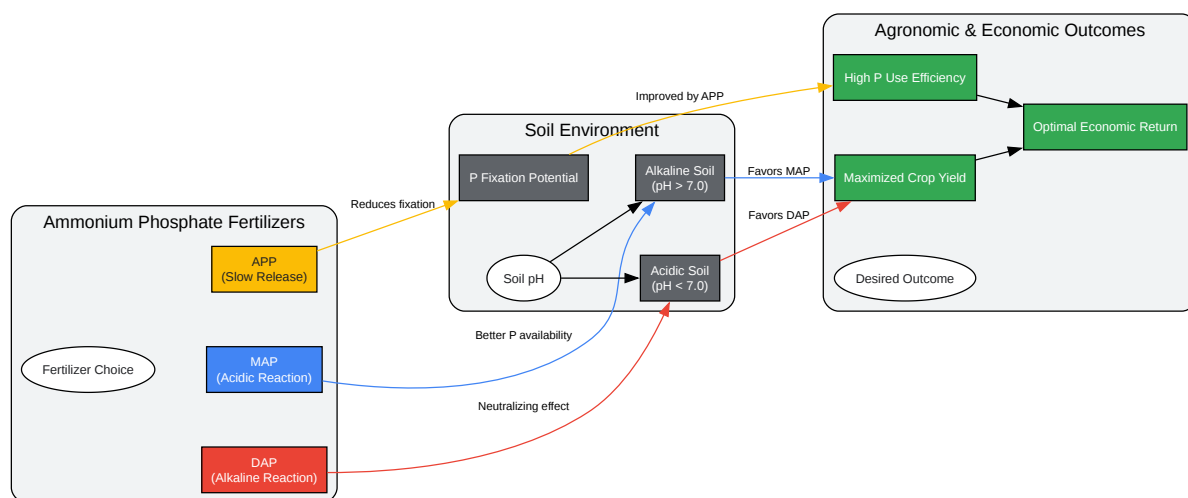 Agronomic & Economic Outcomes
High P Use Efficiency
Improved by APP
Optimal Economic Return
Soil Environment
P Fixation Potential
Alkaline Soil
(pH > 7.0)
Favors MAP
Maximized Crop Yield
Reduces fixation
Favors DAP
Ammonium Phosphate Fertilizers
APP
(Slow Release)
Soil pH
Acidic Soil
(pH < 7.0)
Desired Outcome
Better P availability
Fertilizer Choice
MAP
(Acidic Reaction)
Neutralizing effect
DAP
(Alkaline Reaction)